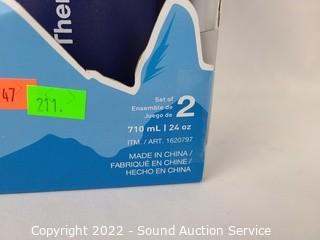 Ther
47
211.
Set of
Ensemble de
Juego de
2
710 mL | 24 oz
ITM. / ART. 1620797
MADE IN CHINA /
FABRIQUÉ EN CHINE /
HECHO EN CHINA
Copyright 2022 - Sound Auction Service